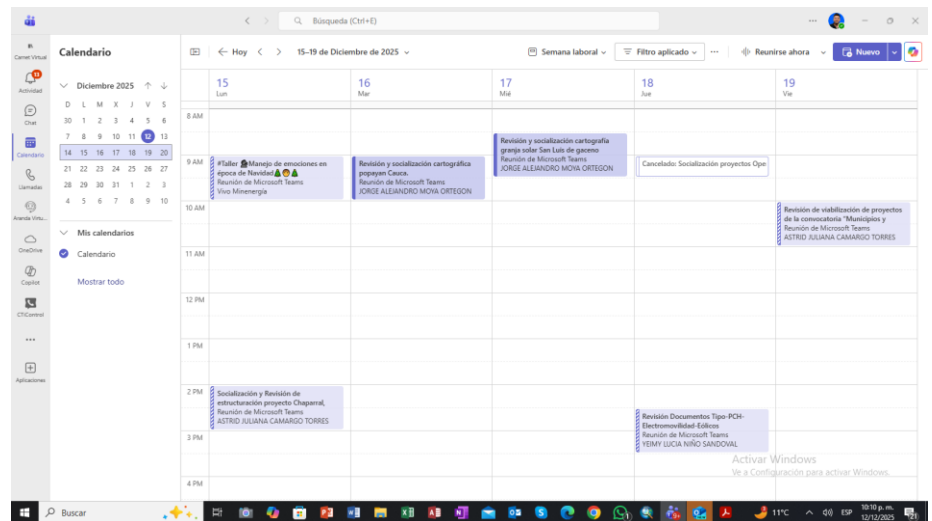 Búsqueda (Ctrl+E)
Carnet Virtual
Actividad
Chat
Calendario
Llamadas
Aranda Virtu...
OneDrive
Copilot
CTIControl
Aplicaciones
Calendario
Diciembre 2025
D L M X J V S
30 1 2 3 4 5 6
7 8 9 10 11 12 13
14 15 16 17 18 19 20
21 22 23 24 25 26 27
28 29 30 31 1 2 3
4 5 6 7 8 9 10
Mis calendarios
Calendario
Mostrar todo
Hoy
15–19 de Diciembre de 2025
Semana laboral
Filtro aplicado
Reunirse ahora
Nuevo
15
Lun
16
Mar
17
Mié
18
Jue
19
Vie
8 AM
9 AM
10 AM
11 AM
12 PM
1 PM
2 PM
3 PM
4 PM
#Taller Manejo de emociones en
época de Navidad
Reunión de Microsoft Teams
Vivo Minenergía
Socialización y Revisión de
estructuración proyecto Chaparral,
Reunión de Microsoft Teams
ASTRID JULIANA CAMARGO TORRES
Revisión y socialización cartográfica
popayan Cauca.
Reunión de Microsoft Teams
JORGE ALEJANDRO MOYA ORTEGON
Revisión y socialización cartografía
granja solar San Luis de gaceno
Reunión de Microsoft Teams
JORGE ALEJANDRO MOYA ORTEGON
Cancelado: Socialización proyectos Ope
Revisión Documentos Tipo-PCH-
Electromovilidad-Eólicos
Reunión de Microsoft Teams
YEIMY LUCIA NIÑO SANDOVAL
Revisión de viabilización de proyectos
de la convocatoria "Municipios y
Reunión de Microsoft Teams
ASTRID JULIANA CAMARGO TORRES
Activar Windows
Ve a Configuración para activar Windows.
Buscar
11°C
ESP
10:10 p. m.
12/12/2025